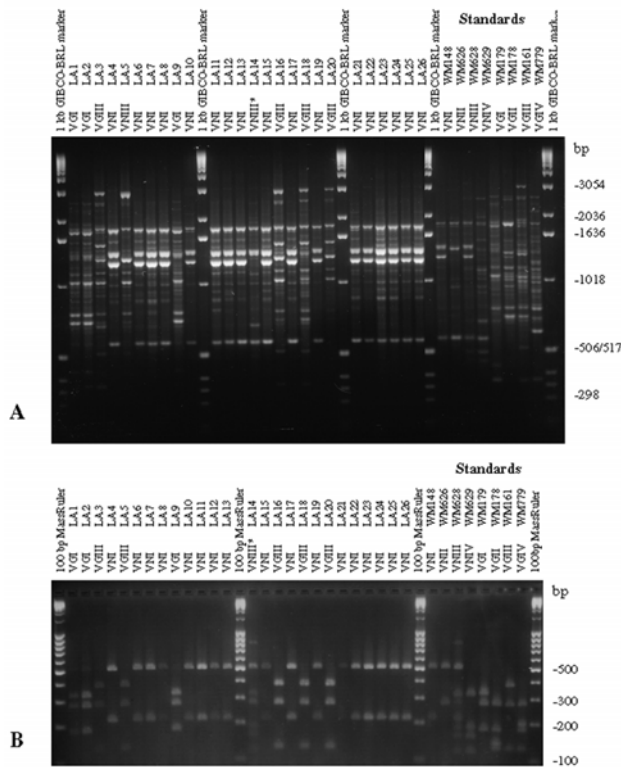 Standards
1 kb GIBCO-BRL marker
VGI LA1
VGI LA2
VGIII LA3
VNI LA4
VNIII LA5
VNI LA6
VNI LA7
VNI LA8
VGI LA9
VNI LA10
1 kb GIBCO-BRL marker
VNI LA11
VNI LA12
VNI LA13
VNIII* LA14
VNI LA15
VGIII LA16
VNI LA17
VGIII LA18
VNI LA19
VGIII LA20
1 kb GIBCO-BRL marker
VNI LA21
VNI LA22
VNI LA23
VNI LA24
VNI LA25
VNI LA26
1 kb GIBCO-BRL marker
VNI WM148
VNII WM626
VNIII WM628
VNIV WM629
VGI WM179
VGII WM178
VGIII WM161
VGIV WM779
1 kb GIBCO-BRL mark...
bp
-3054
-2036
-1636
-1018
-506/517
-298
A
Standards
100 bp MassRuler
VGI LA1
VGI LA2
VGIII LA3
VNI LA4
VGIII LA5
VNI LA6
VNI LA7
VNI LA8
VGI LA9
VNI LA10
VNI LA11
VNI LA12
VNI LA13
100 bp MassRuler
VNIII* LA14
VNI LA15
VGIII LA16
VNI LA17
VGIII LA18
VNI LA19
VGIII LA20
VNI LA21
VNI LA22
VNI LA23
VNI LA24
VNI LA25
VNI LA26
100 bp MassRuler
VNI WM148
VNII WM626
VNIII WM628
VNIV WM629
VGI WM179
VGII WM178
VGIII WM161
VGIV WM779
100bp MassRuler
bp
-500
-300
-200
-100
B